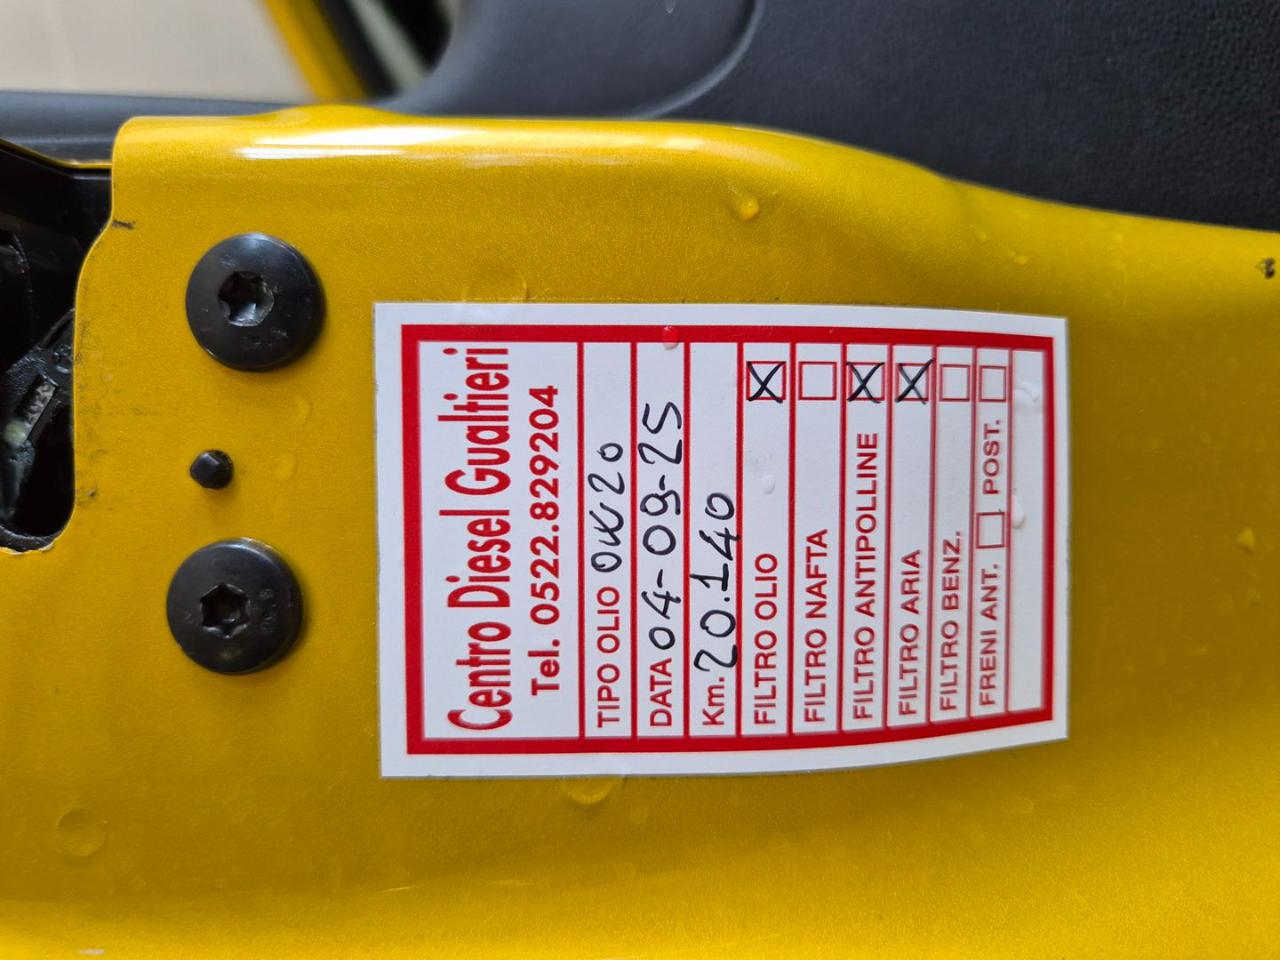 Centro Diesel Gualtieri
Tel. 0522.829204
TIPO OLIO 0W20
DATA 04-09-25
Km. 20.140
FILTRO OLIO
FILTRO NAFTA
FILTRO ANTIPOLLINE
FILTRO ARIA
FILTRO BENZ.
FRENI ANT. POST.